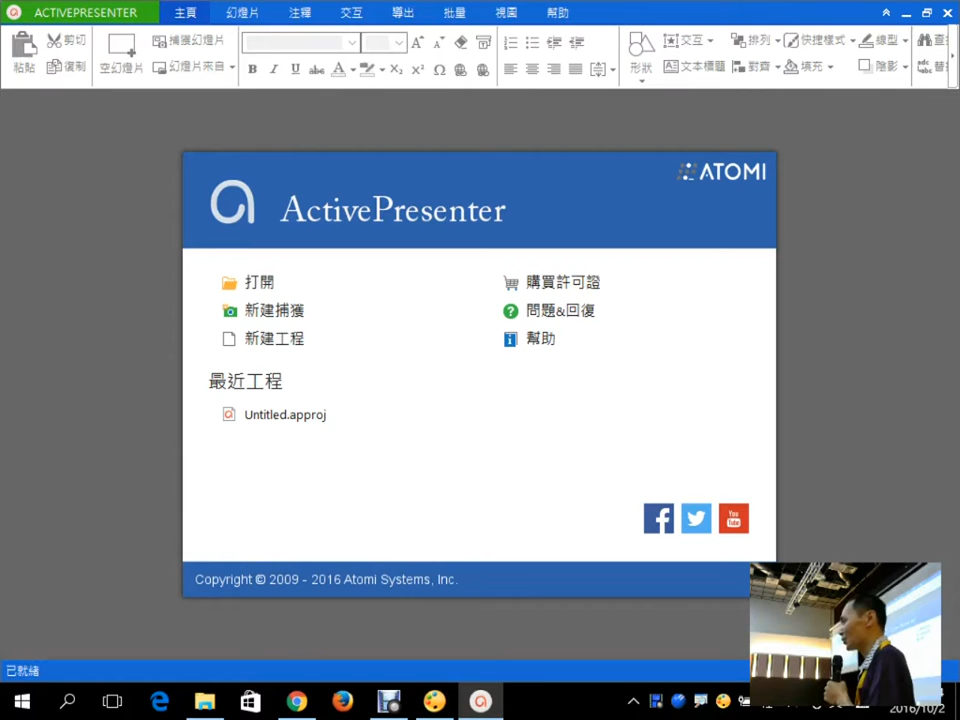 ACTIVEPRESENTER 主頁 幻燈片 注釋 交互 導出 批量 視圖 幫助
粘貼 剪切 複制 空幻燈片 捕獲幻燈片 幻燈片來自 形狀 交互 文本標題 排列 對齊 快捷樣式 填充 線型 陰影
ATOMI
ActivePresenter
打開
新建捕獲
新建工程
購買許可證
問題&回復
幫助
最近工程
Untitled.approj
Copyright © 2009 - 2016 Atomi Systems, Inc.
已就緒
2016/10/2